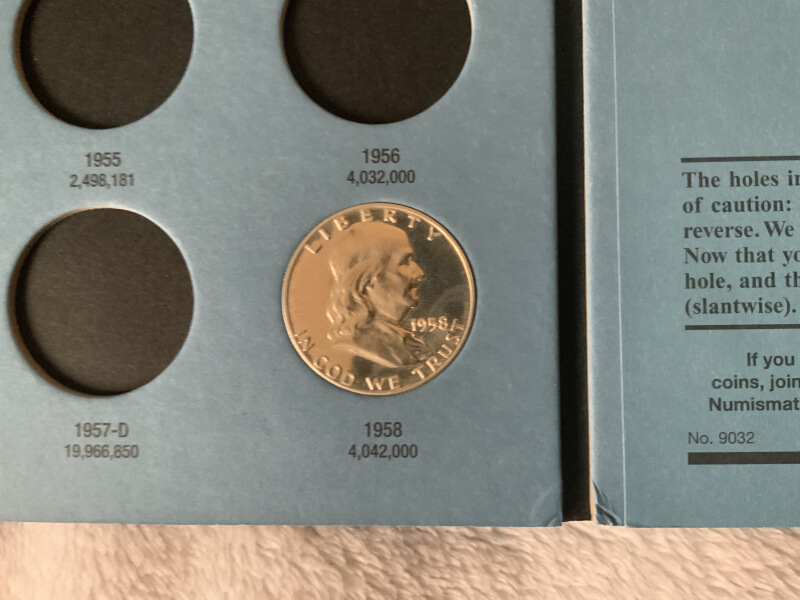 1955
2,498,181
1956
4,032,000
LIBERTY
1958
IN GOD WE TRUST
1957-D
19,966,850
1958
4,042,000
The holes in
of caution:
reverse. We
Now that yo
hole, and th
(slantwise).
If you
coins, join
Numismat
No. 9032